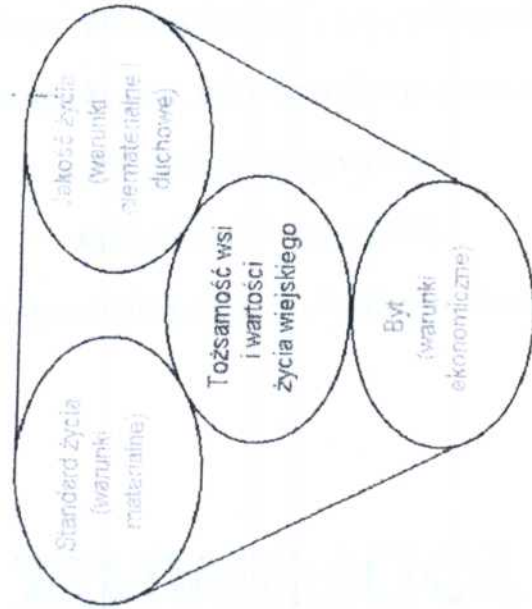 Standard życia
(warunki
materialne)
Jakość życia
(warunki
niematerialne i
duchowe)
Tożsamość wsi
i wartości
życia wiejskiego
Byt
(warunki
ekonomiczne)